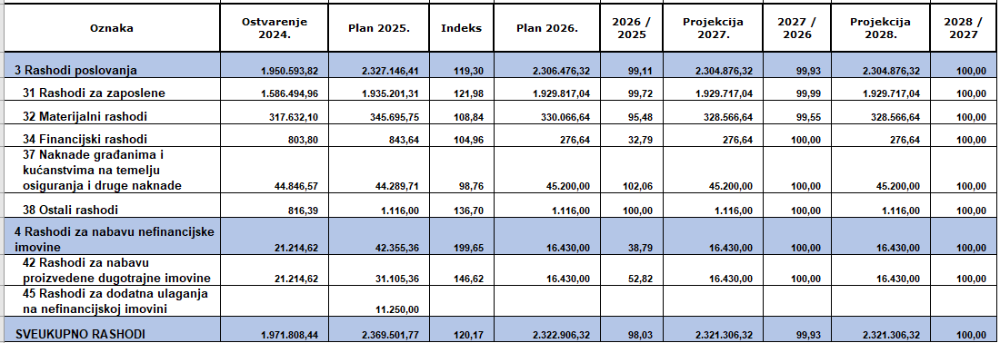 Oznaka Ostvarenje 2024. Plan 2025. Indeks Plan 2026. 2026 / 2025 Projekcija 2027. 2027 / 2026 Projekcija 2028. 2028 / 2027
3 Rashodi poslovanja 1.950.593,82 2.327.146,41 119,30 2.306.476,32 99,11 2.304.876,32 99,93 2.304.876,32 100,00
31 Rashodi za zaposlene 1.586.494,96 1.935.201,31 121,98 1.929.817,04 99,72 1.929.717,04 99,99 1.929.717,04 100,00
32 Materijalni rashodi 317.632,10 345.695,75 108,84 330.066,64 95,48 328.566,64 99,55 328.566,64 100,00
34 Financijski rashodi 803,80 843,64 104,96 276,64 32,79 276,64 100,00 276,64 100,00
37 Naknade građanima i
kućanstvima na temelju
osiguranja i druge naknade 44.846,57 44.289,71 98,76 45.200,00 102,06 45.200,00 100,00 45.200,00 100,00
38 Ostali rashodi 816,39 1.116,00 136,70 1.116,00 100,00 1.116,00 100,00 1.116,00 100,00
4 Rashodi za nabavu nefinancijske
imovine 21.214,62 42.355,36 199,65 16.430,00 38,79 16.430,00 100,00 16.430,00 100,00
42 Rashodi za nabavu
proizvedene dugotrajne imovine 21.214,62 31.105,36 146,62 16.430,00 52,82 16.430,00 100,00 16.430,00 100,00
45 Rashodi za dodatna ulaganja
na nefinancijskoj imovini 11.250,00
SVEUKUPNO RASHODI 1.971.808,44 2.369.501,77 120,17 2.322.906,32 98,03 2.321.306,32 99,93 2.321.306,32 100,00